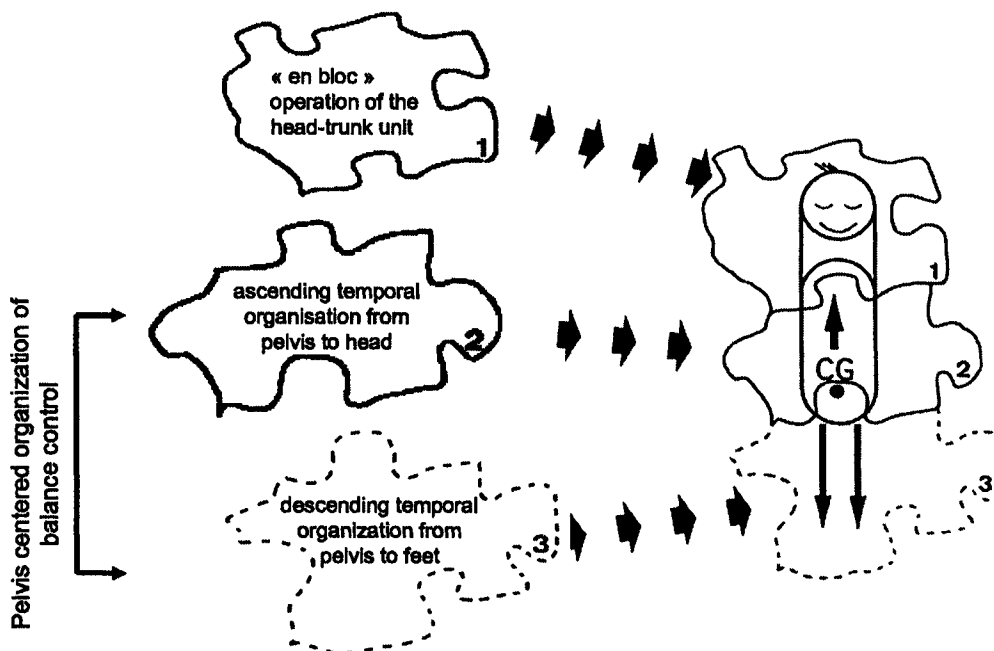 « en bloc »
operation of the
head-trunk unit
1
ascending temporal
organisation from
pelvis to head
2
descending temporal
organization from
pelvis to feet
3
Pelvis centered organization of
balance control
1
CG
2
3